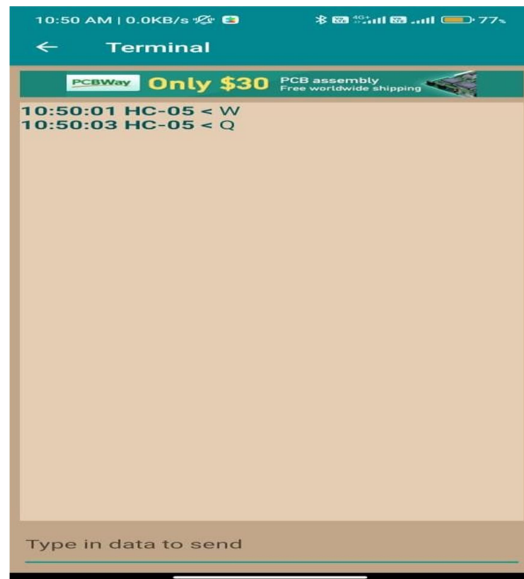 10:50 AM | 0.0KB/s
77%
Terminal
PCBWay Only $30 PCB assembly
Free worldwide shipping
10:50:01 HC-05 < W
10:50:03 HC-05 < Q
Type in data to send